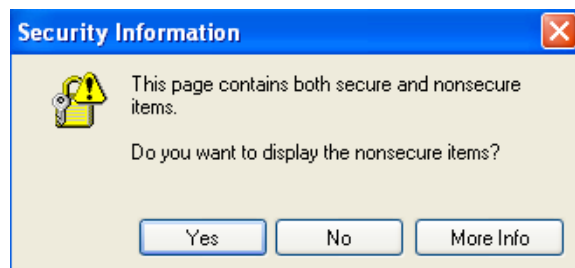 Security Information
This page contains both secure and nonsecure
items.
Do you want to display the nonsecure items?
Yes No More Info